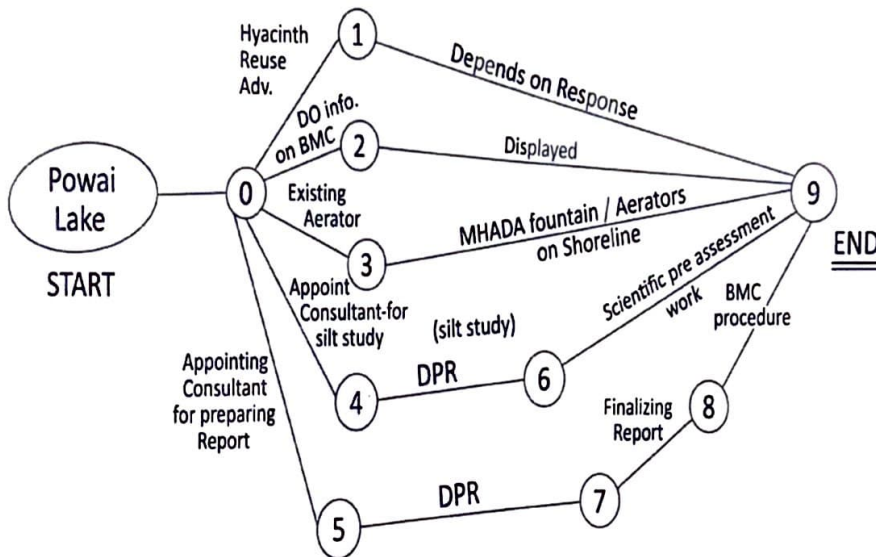 Hyacinth
Reuse
Adv.
1
Depends on Response
DO info.
on BMC
2
Displayed
Powai
Lake
START
0
Existing
Aerator
3
MHADA fountain / Aerators
on Shoreline
9
END
Appoint
Consultant-for
silt study
4
(silt study)
DPR
6
Scientific pre assessment
work
BMC
procedure
Appointing
Consultant
for preparing
Report
5
DPR
7
Finalizing
Report
8